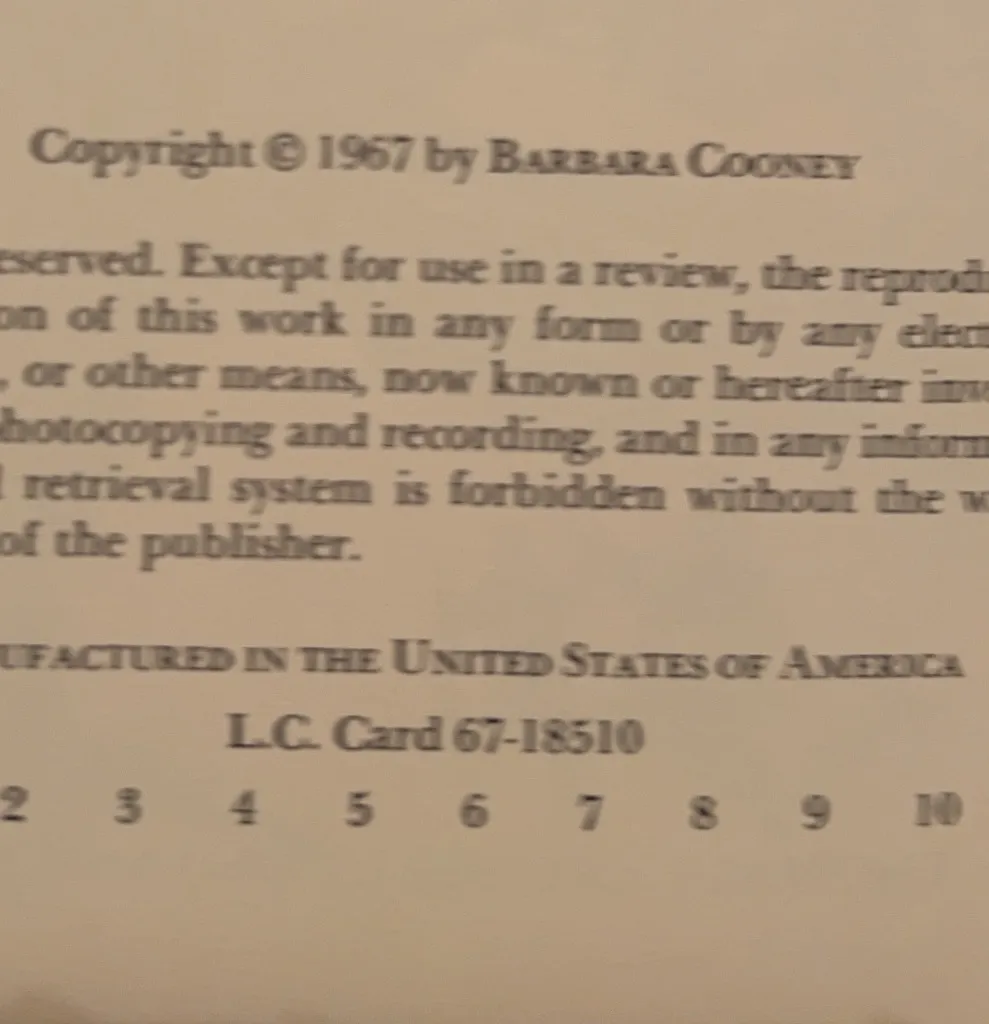 Copyright © 1967 by BARBARA COONEY
eserved. Except for use in a review, the reprodu
on of this work in any form or by any elect
, or other means, now known or hereafter inv
hotocopying and recording, and in any inform
l retrieval system is forbidden without the w
of the publisher.
UFACTURED IN THE UNITED STATES OF AMERICA
L.C. Card 67-18510
2 3 4 5 6 7 8 9 10